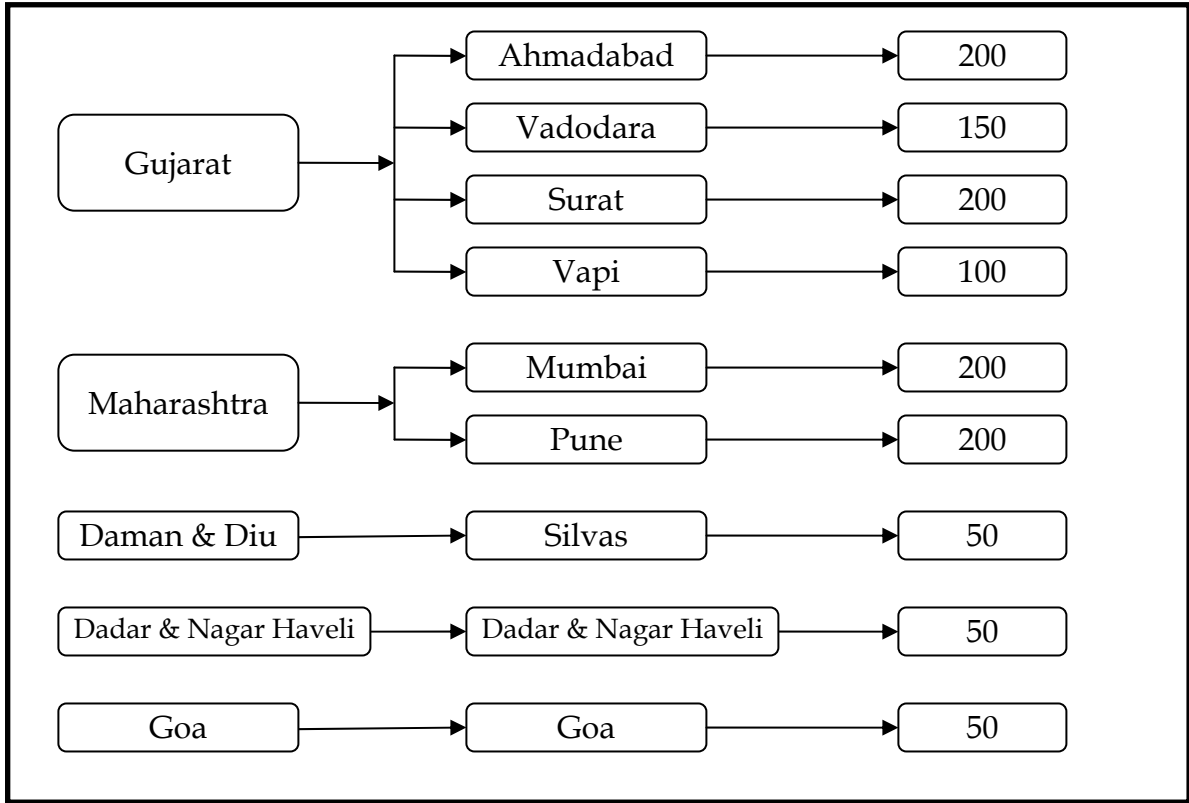 Ahmadabad 200
Gujarat
Vadodara 150
Surat 200
Vapi 100
Maharashtra
Mumbai 200
Pune 200
Daman & Diu Silvas 50
Dadar & Nagar Haveli Dadar & Nagar Haveli 50
Goa Goa 50